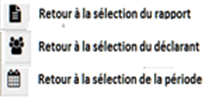 Retour à la sélection du rapport
Retour à la sélection du déclarant
Retour à la sélection de la période